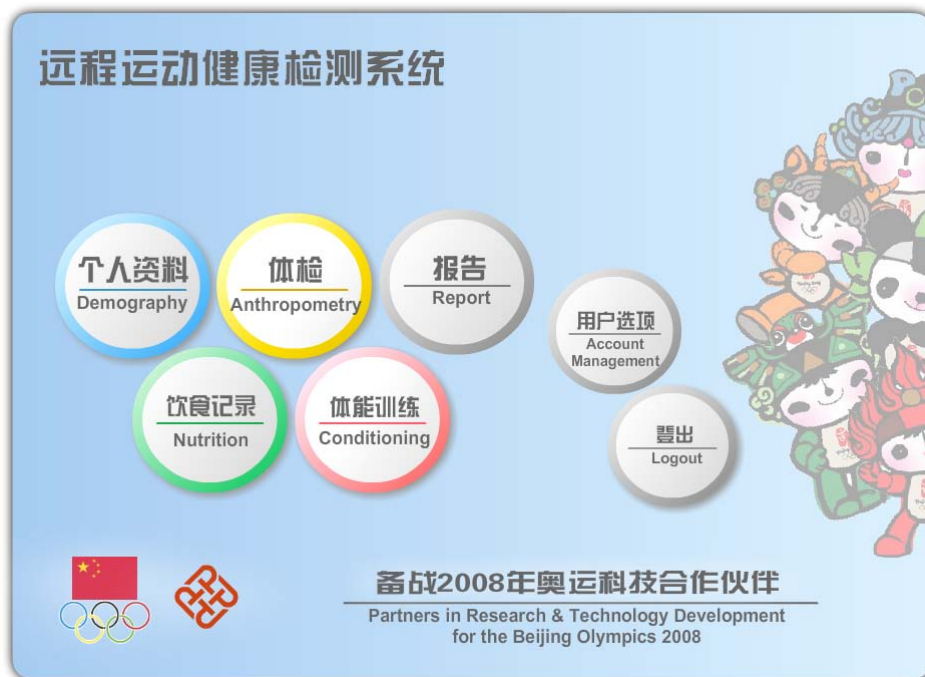 远程运动健康检测系统
个人资料
Demography
体检
Anthropometry
报告
Report
用户选项
Account
Management
饮食记录
Nutrition
体能训练
Conditioning
登出
Logout
备战2008年奥运科技合作伙伴
Partners in Research & Technology Development
for the Beijing Olympics 2008